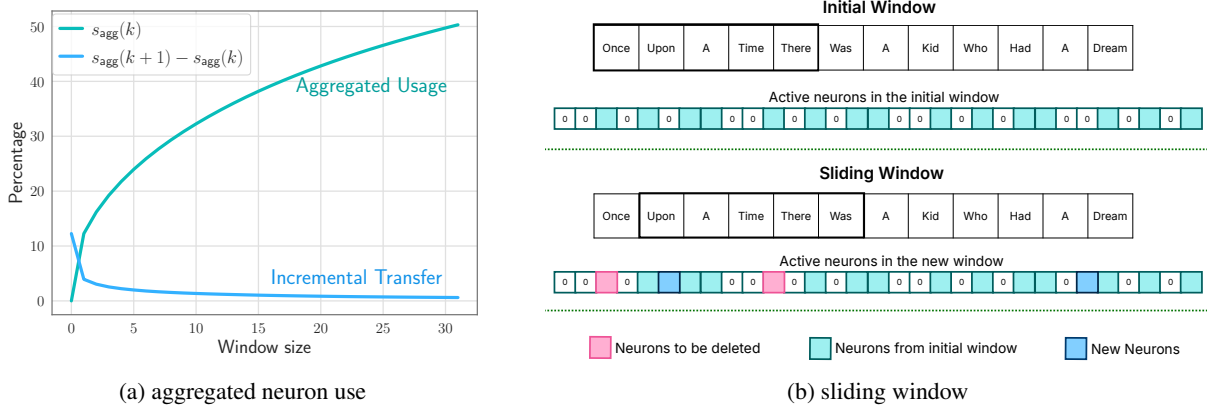 50
40
30
20
10
0
Percentage
s_agg(k)
s_agg(k+1) − s_agg(k)
Aggregated Usage
Incremental Transfer
0 5 10 15 20 25 30
Window size
(a) aggregated neuron use
Initial Window
Once Upon A Time There Was A Kid Who Had A Dream
Active neurons in the initial window
0 0 0 0 0 0 0 0 0 0 0 0 0 0 0 0
Sliding Window
Once Upon A Time There Was A Kid Who Had A Dream
Active neurons in the new window
0 0 0 0 0 0 0 0 0 0 0 0 0 0
Neurons to be deleted
Neurons from initial window
New Neurons
(b) sliding window